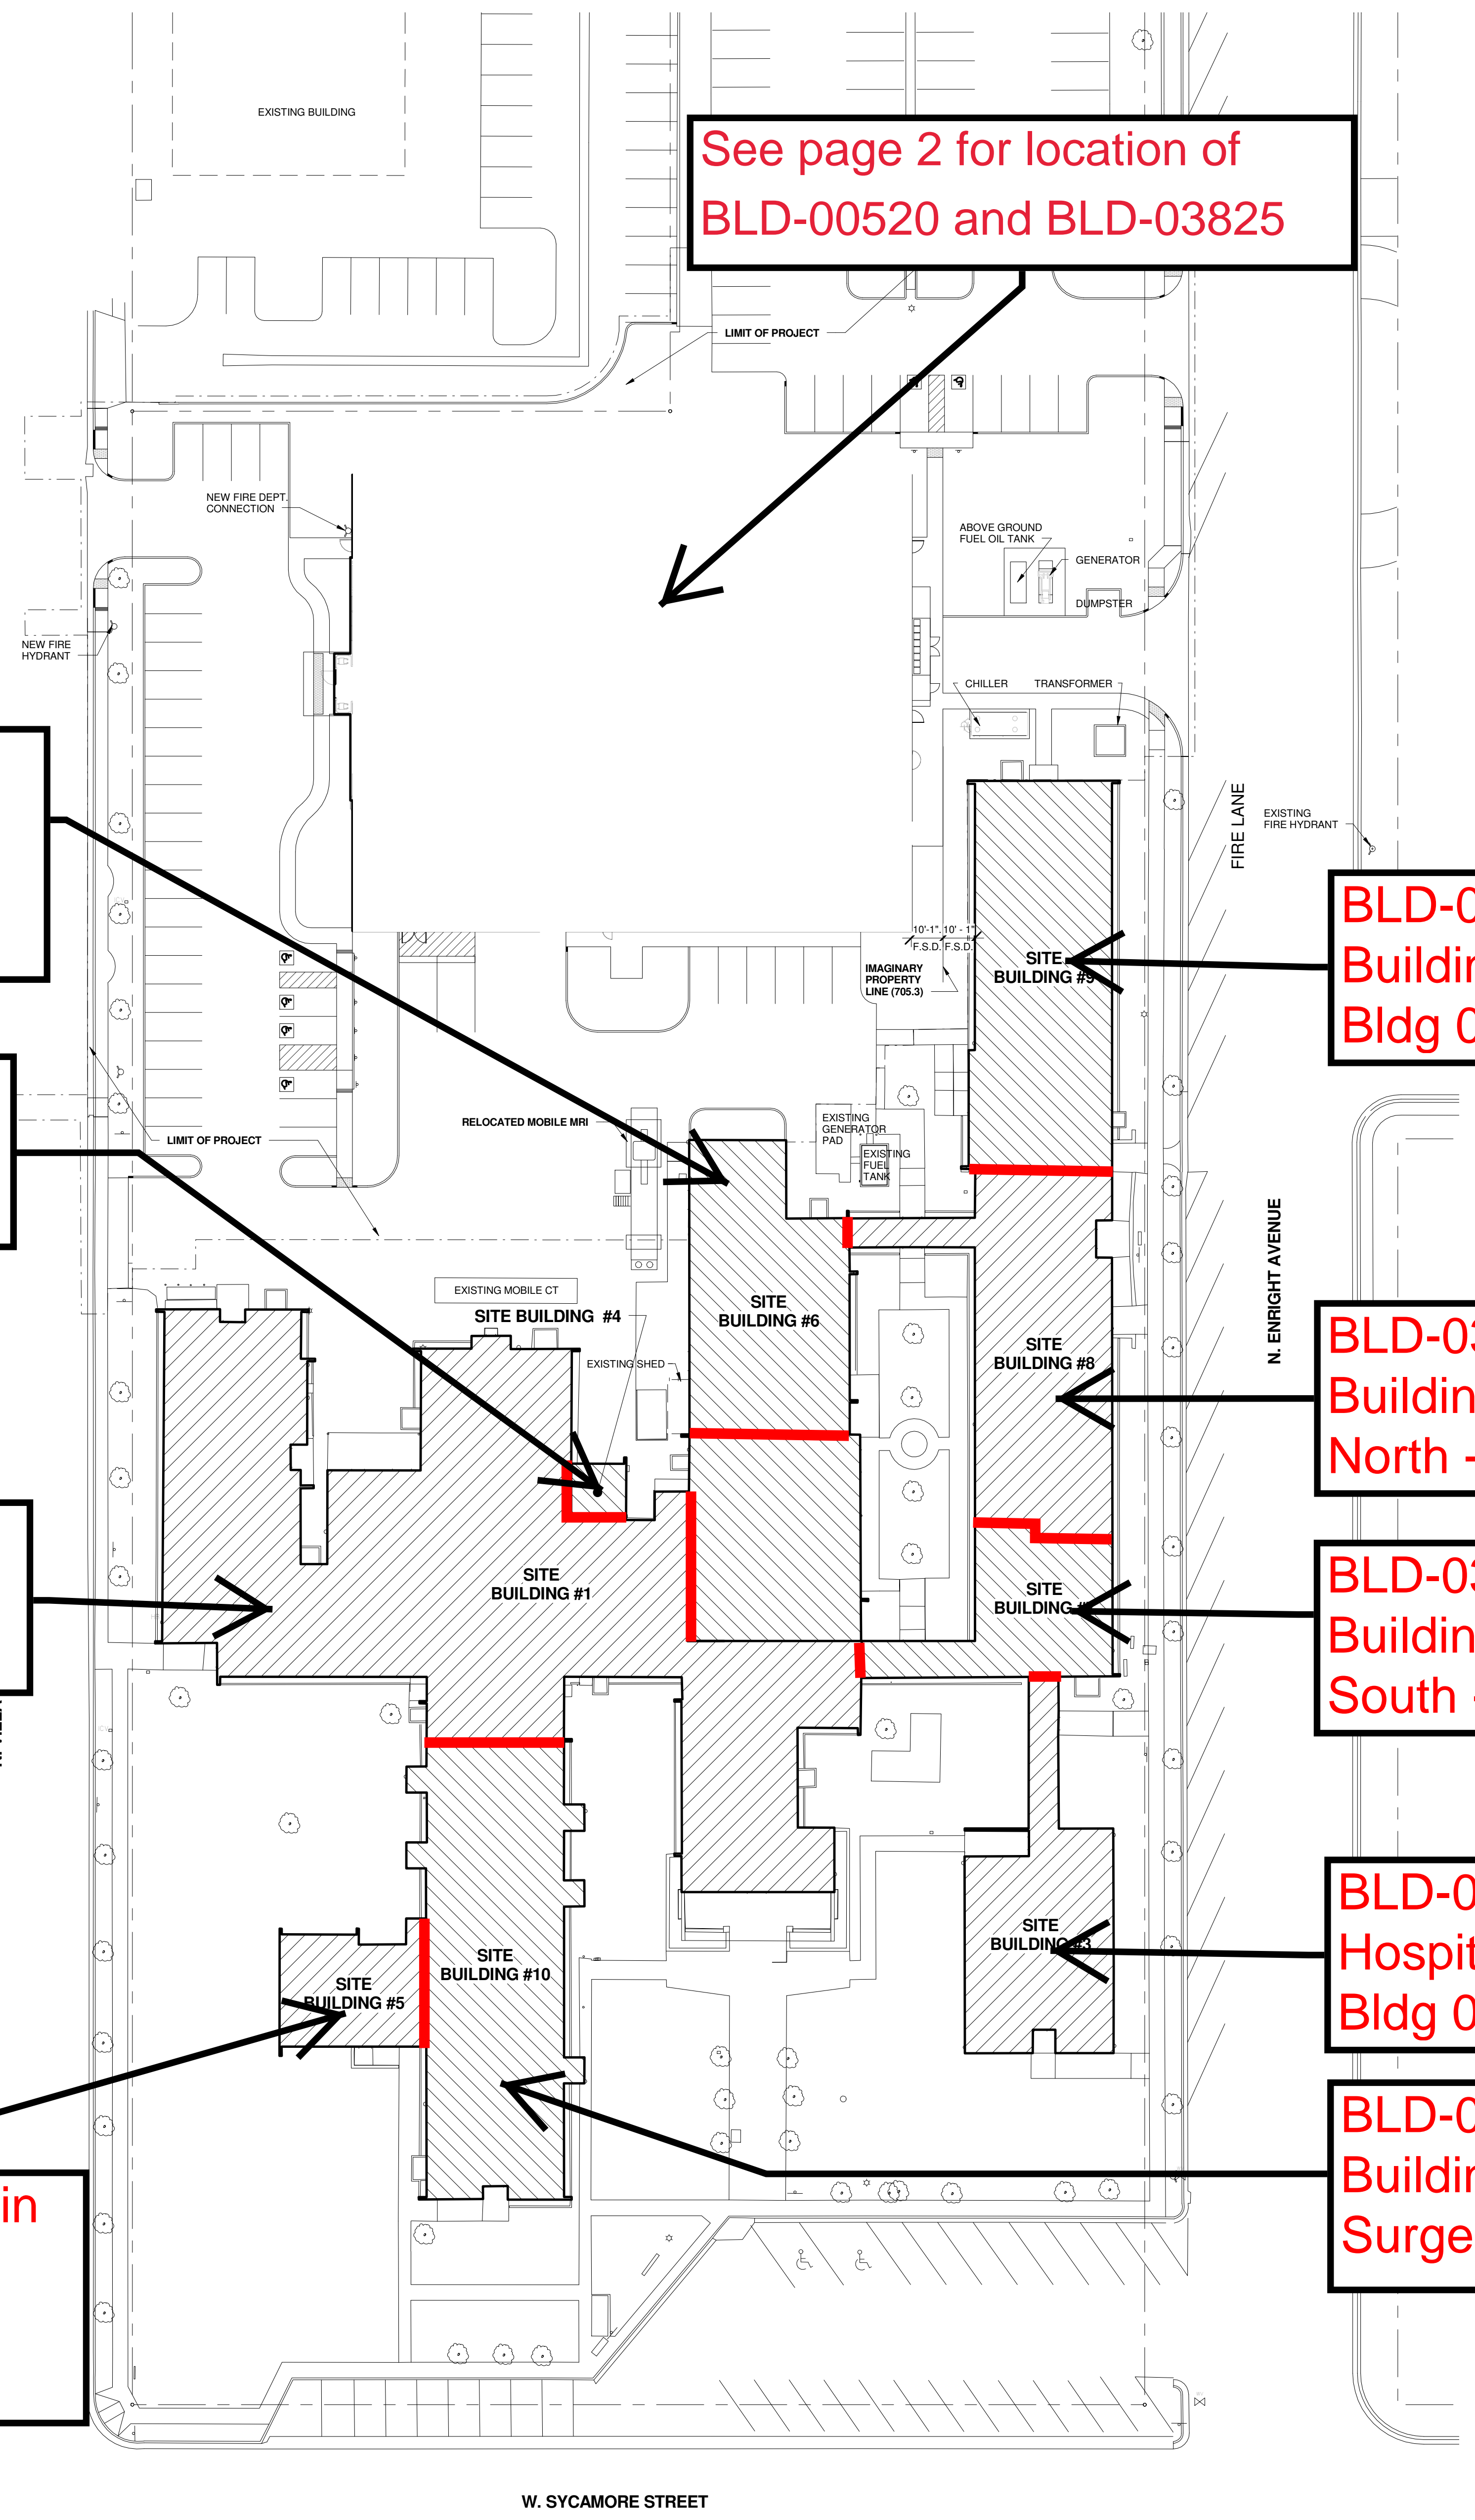 EXISTING BUILDING
See page 2 for location of
BLD-00520 and BLD-03825
LIMIT OF PROJECT
NEW FIRE DEPT.
CONNECTION
ABOVE GROUND
FUEL OIL TANK
GENERATOR
DUMPSTER
NEW FIRE
HYDRANT
CHILLER
TRANSFORMER
FIRE LANE
EXISTING
FIRE HYDRANT
10'-1" 10' - 1"
F.S.D. F.S.D.
IMAGINARY
PROPERTY
LINE (705.3)
SITE
BUILDING #9
BLD-0
Buildin
Bldg 0
RELOCATED MOBILE MRI
EXISTING
GENERATOR
PAD
EXISTING
FUEL
TANK
LIMIT OF PROJECT
N. ENRIGHT AVENUE
EXISTING MOBILE CT
SITE BUILDING #4
SITE
BUILDING #6
EXISTING SHED
SITE
BUILDING #8
BLD-03
Buildin
North -
SITE
BUILDING #1
SITE
BUILDING #
BLD-03
Buildin
South -
SITE
BUILDING #3
BLD-0
Hospit
Bldg 0
SITE
BUILDING #10
SITE
BUILDING #5
BLD-0
Buildin
Surge
in
W. SYCAMORE STREET